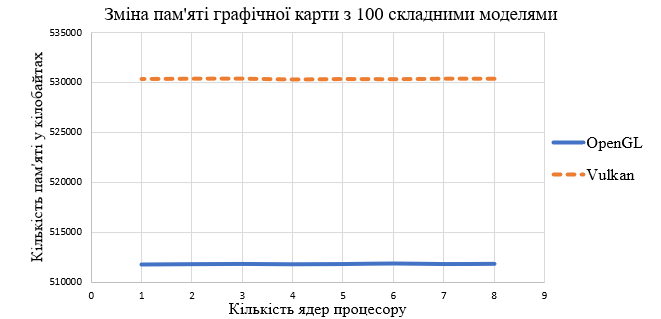 Зміна пам'яті графічної карти з 100 складними моделями
Кількість пам'яті у кілобайтах
535000
530000
525000
520000
515000
510000
0 1 2 3 4 5 6 7 8 9
Кількість ядер процесору
OpenGL
Vulkan